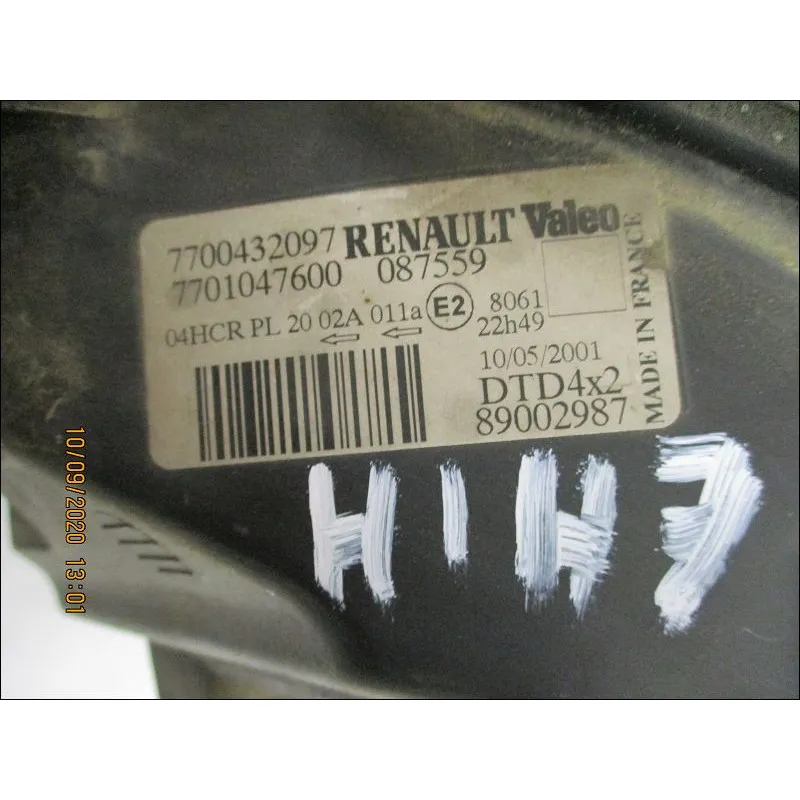 7700432097 RENAULT Valeo
7701047600 087559
04HCR PL 20 02A 011a E2 8061
22h49
10/05/2001
DTD4x2
89002987
MADE IN FRANCE
H1H7
10/09/2020 13:01